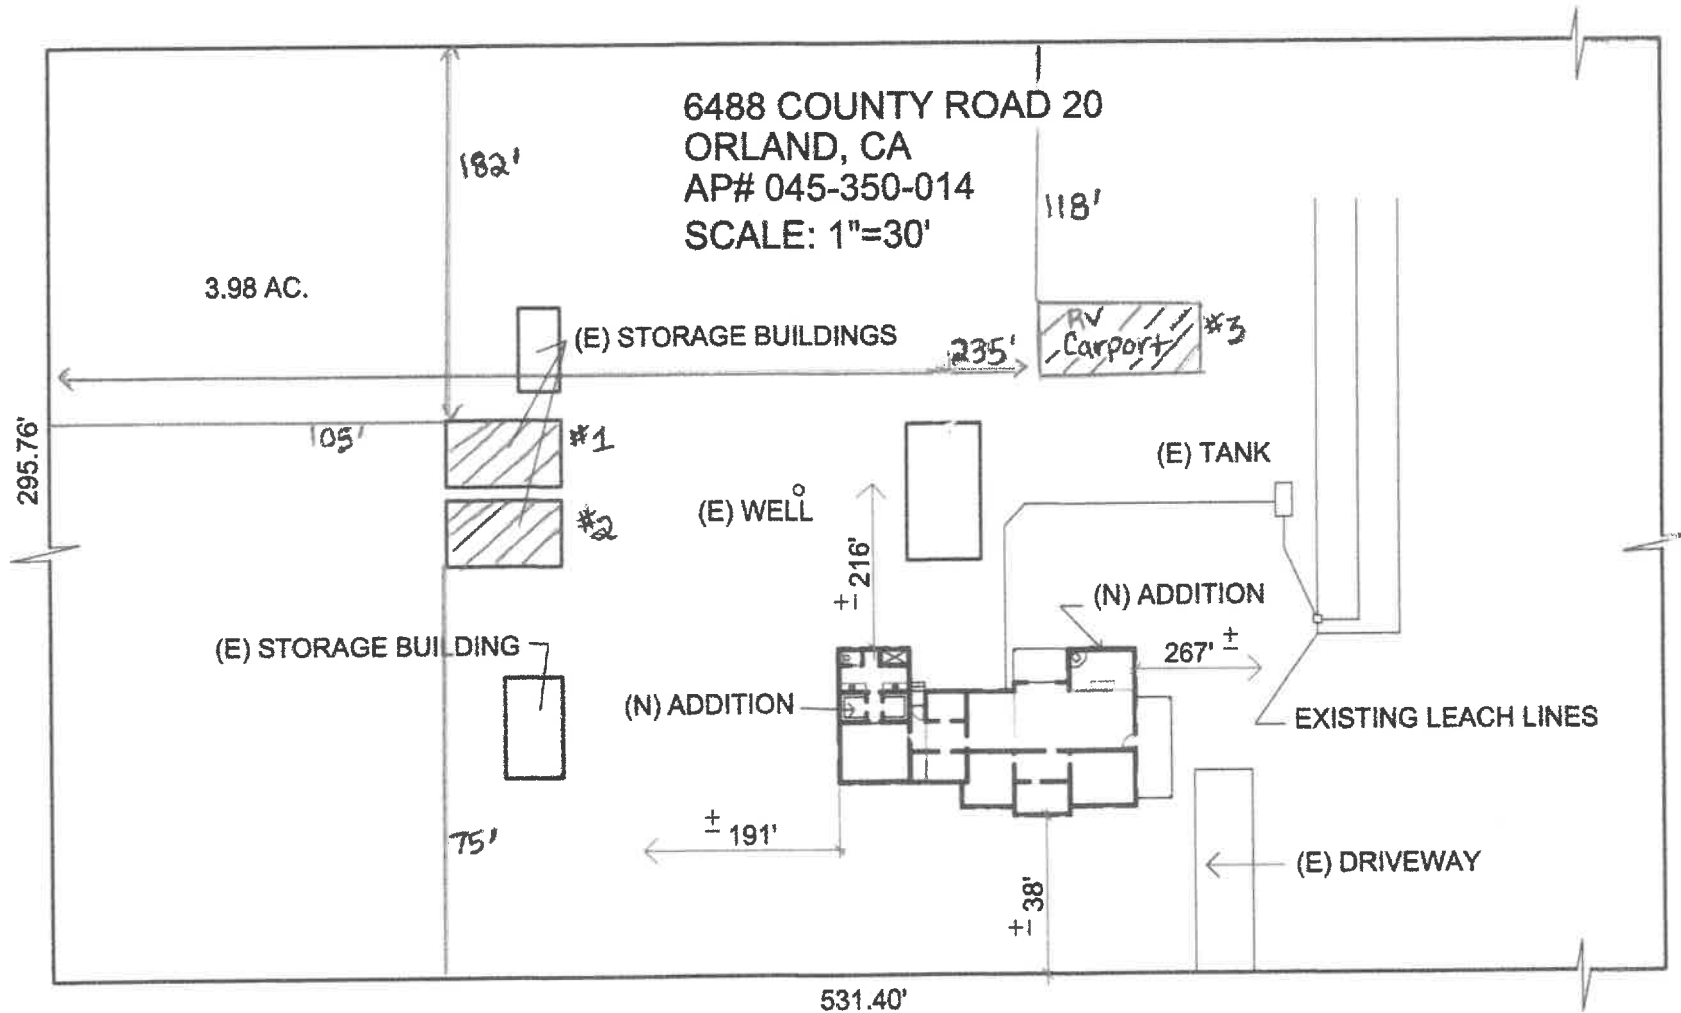 6488 COUNTY ROAD 20
ORLAND, CA
AP# 045-350-014
SCALE: 1"=30'
182'
118'
3.98 AC.
(E) STORAGE BUILDINGS
RV
Carport
#3
235'
105'
#1
295.76'
(E) TANK
(E) WELL
#2
± 216'
(N) ADDITION
(E) STORAGE BUILDING
267' ±
(N) ADDITION
EXISTING LEACH LINES
± 191'
75'
(E) DRIVEWAY
± 38'
531.40'